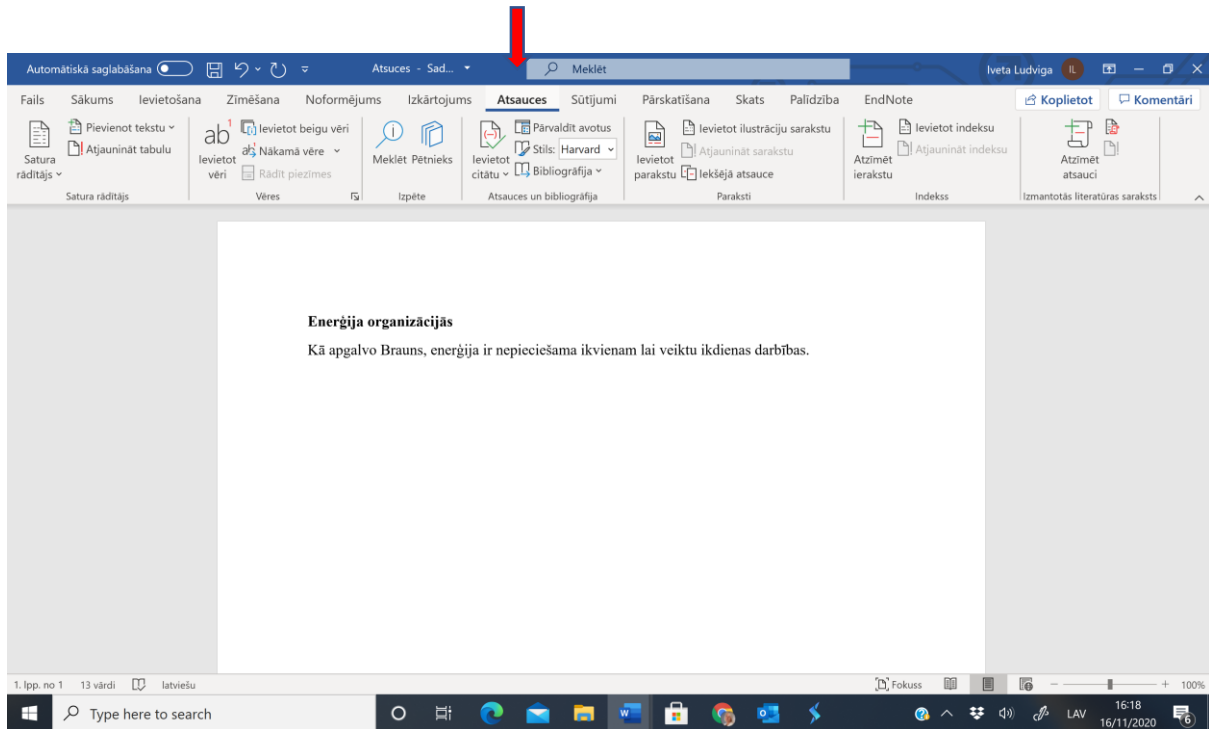 Automātiskā saglabāšana Atsuces - Sad... Meklēt Iveta Ludviga IL
Fails Sākums Ievietošana Zīmēšana Noformējums Izkārtojums Atsauces Sūtījumi Pārskatīšana Skats Palīdzība EndNote Koplietot Komentāri
Satura rādītājs
Pievienot tekstu
Atjaunināt tabulu
Satura rādītājs
ab1
Ievietot vēri
Ievietot beigu vēri
Nākamā vēre
Rādīt piezīmes
Vēres
Meklēt Pētnieks
Izpēte
Ievietot citātu
Pārvaldīt avotus
Stils: Harvard
Bibliogrāfija
Atsauces un bibliogrāfija
Ievietot parakstu
Ievietot ilustrāciju sarakstu
Atjaunināt sarakstu
Iekšējā atsauce
Paraksti
Atzīmēt ierakstu
Ievietot indeksu
Atjaunināt indeksu
Indekss
Atzīmēt atsauci
Izmantotās literatūras saraksts
Enerģija organizācijās
Kā apgalvo Brauns, enerģija ir nepieciešama ikvienam lai veiktu ikdienas darbības.
1. lpp. no 1 13 vārdi latviešu Fokuss 100%
Type here to search LAV 16:18
16/11/2020